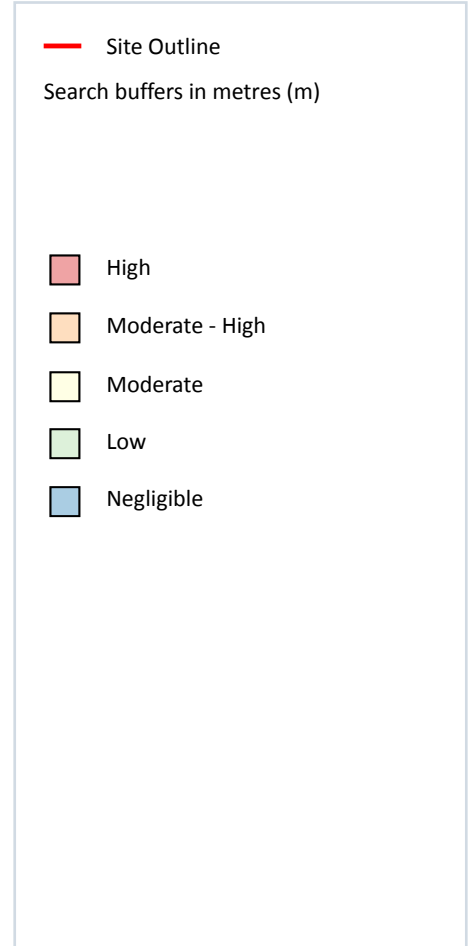 Site Outline
Search buffers in metres (m)
High
Moderate - High
Moderate
Low
Negligible